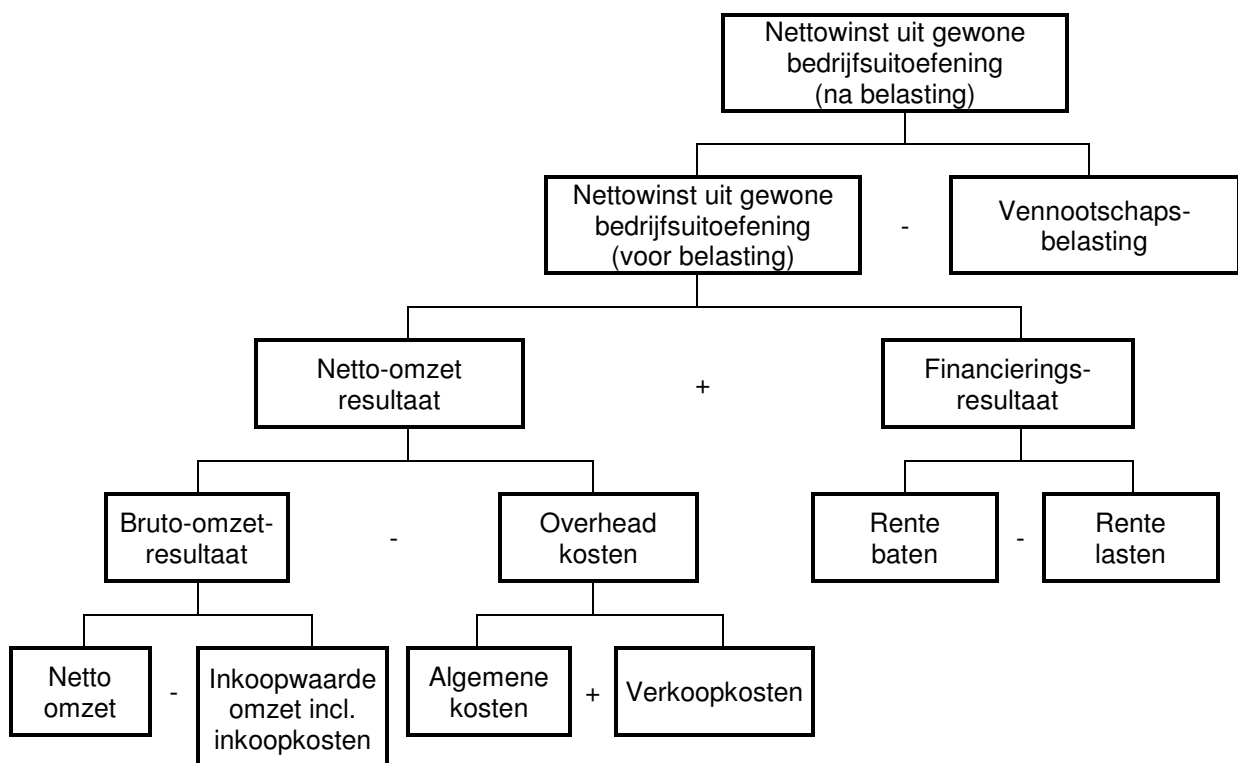 Nettowinst uit gewone
bedrijfsuitoefening
(na belasting)
Nettowinst uit gewone
bedrijfsuitoefening
(voor belasting)
-
Vennootschaps-
belasting
Netto-omzet
resultaat
+
Financierings-
resultaat
Bruto-omzet-
resultaat
-
Overhead
kosten
Rente
baten
-
Rente
lasten
Netto
omzet
-
Inkoopwaarde
omzet incl.
inkoopkosten
Algemene
kosten
+
Verkoopkosten